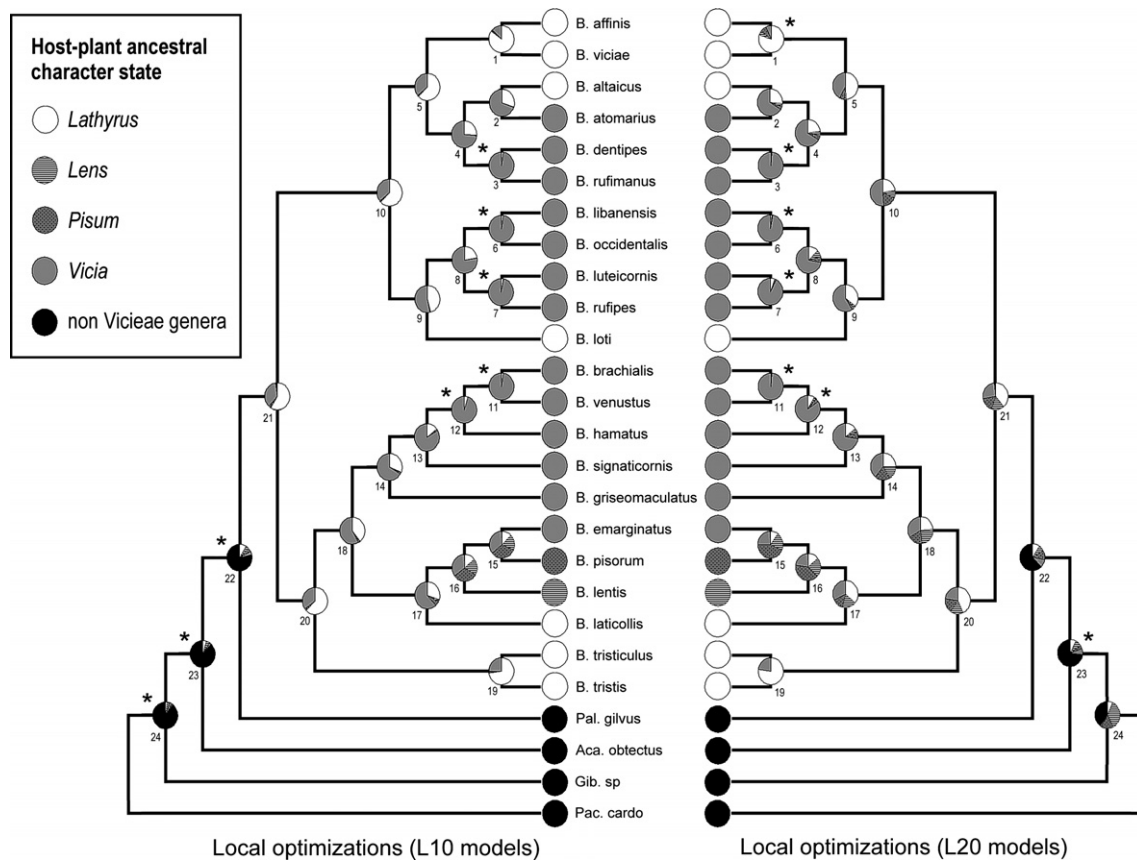 Host-plant ancestral
character state
Lathyrus
Lens
Pisum
Vicia
non Vicieae genera
B. affinis
B. viciae
B. altaicus
B. atomarius
B. dentipes
B. rufimanus
B. libanensis
B. occidentalis
B. luteicornis
B. rufipes
B. loti
B. brachialis
B. venustus
B. hamatus
B. signaticornis
B. griseomaculatus
B. emarginatus
B. pisorum
B. lentis
B. laticollis
B. tristiculus
B. tristis
Pal. gilvus
Aca. obtectus
Gib. sp
Pac. cardo
* 1
5
2
4
* 3
10
* 6
8
* 7
9
* 11
* 12
13
14
21
18
15
16
17
20
19
* 22
* 23
* 24
* 1
5
2
4
* 3
10
* 6
8
* 7
9
* 11
* 12
13
14
21
18
15
16
17
20
19
22
* 23
24
Local optimizations (L10 models)
Local optimizations (L20 models)